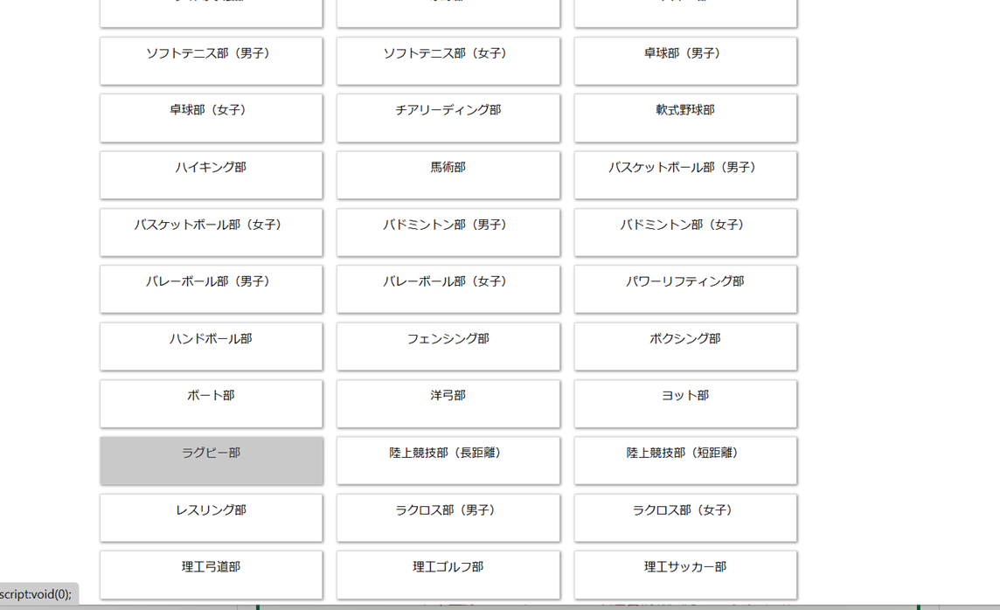 ソフトテニス部（男子）
ソフトテニス部（女子）
卓球部（男子）
卓球部（女子）
チアリーディング部
軟式野球部
ハイキング部
馬術部
バスケットボール部（男子）
バスケットボール部（女子）
バドミントン部（男子）
バドミントン部（女子）
バレーボール部（男子）
バレーボール部（女子）
パワーリフティング部
ハンドボール部
フェンシング部
ボクシング部
ボート部
洋弓部
ヨット部
ラグビー部
陸上競技部（長距離）
陸上競技部（短距離）
レスリング部
ラクロス部（男子）
ラクロス部（女子）
理工弓道部
理工ゴルフ部
理工サッカー部
script:void(0);